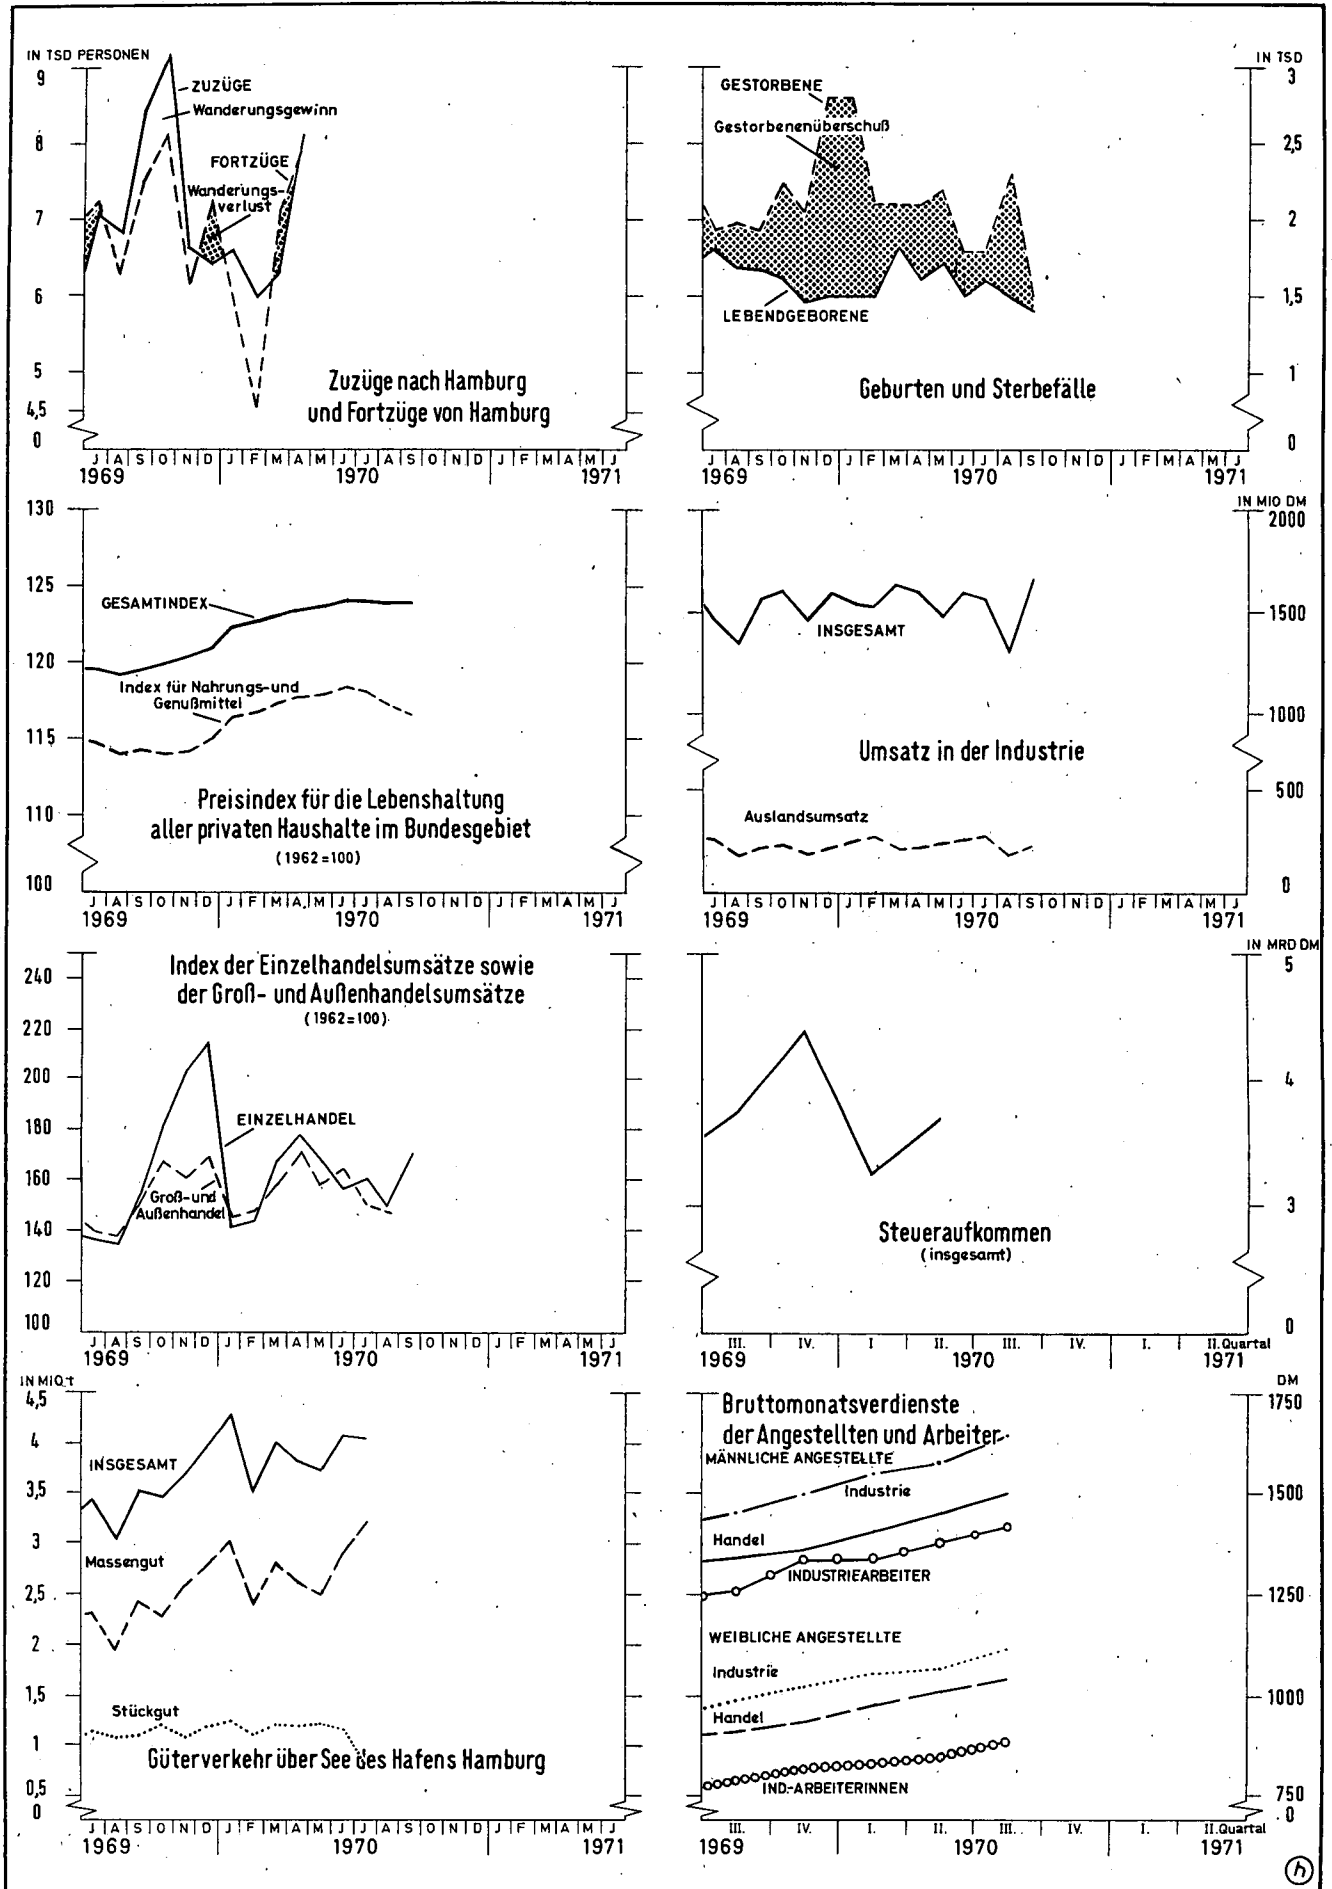 IN TSD PERSONEN
9
8
7
6
5
4,5
0
ZUZÜGE
Wanderungsgewinn
FORTZÜGE
Wanderungs-
verlust
Zuzüge nach Hamburg
und Fortzüge von Hamburg
J A S O N D J F M A M J J A S O N D J F M A M J
1969 1970 1971
IN TSD
3
2,5
2
1,5
1
0
GESTORBENE
Gestorbenenüberschuß
LEBENDGEBORENE
Geburten und Sterbefälle
J A S O N D J F M A M J J A S O N D J F M A M J
1969 1970 1971
130
125
120
115
110
100
GESAMTINDEX
Index für Nahrungs-und
Genußmittel
Preisindex für die Lebenshaltung
aller privaten Haushalte im Bundesgebiet
(1962=100)
J A S O N D J F M A M J J A S O N D J F M A M J
1969 1970 1971
IN MIO DM
2000
1500
1000
500
0
INSGESAMT
Umsatz in der Industrie
Auslandsumsatz
J A S O N D J F M A M J J A S O N D J F M A M J
1969 1970 1971
Index der Einzelhandelsumsätze sowie
der Groß- und Außenhandelsumsätze
(1962=100)
240
220
200
180
160
140
120
100
EINZELHANDEL
Groß-und
Außenhandel
J A S O N D J F M A M J J A S O N D J F M A M J
1969 1970 1971
IN MRD DM
5
4
3
0
Steueraufkommen
(insgesamt)
III. IV. I II. III. IV. I. II.Quartal
1969 1970 1971
IN MIO t
4,5
4
3,5
3
2,5
2
1,5
1
0,5
0
INSGESAMT
Massengut
Stückgut
Güterverkehr über See des Hafens Hamburg
J A S O N D J F M A M J J A S O N D J F M A M J
1969 1970 1971
DM
1750
1500
1250
1000
750
0
Bruttomonatsverdienste
der Angestellten und Arbeiter
MÄNNLICHE ANGESTELLTE
Industrie
Handel
INDUSTRIEARBEITER
WEIBLICHE ANGESTELLTE
Industrie
Handel
IND.-ARBEITERINNEN
III. IV. I. II. III. IV. I. II.Quartal
1969 1970 1971
h